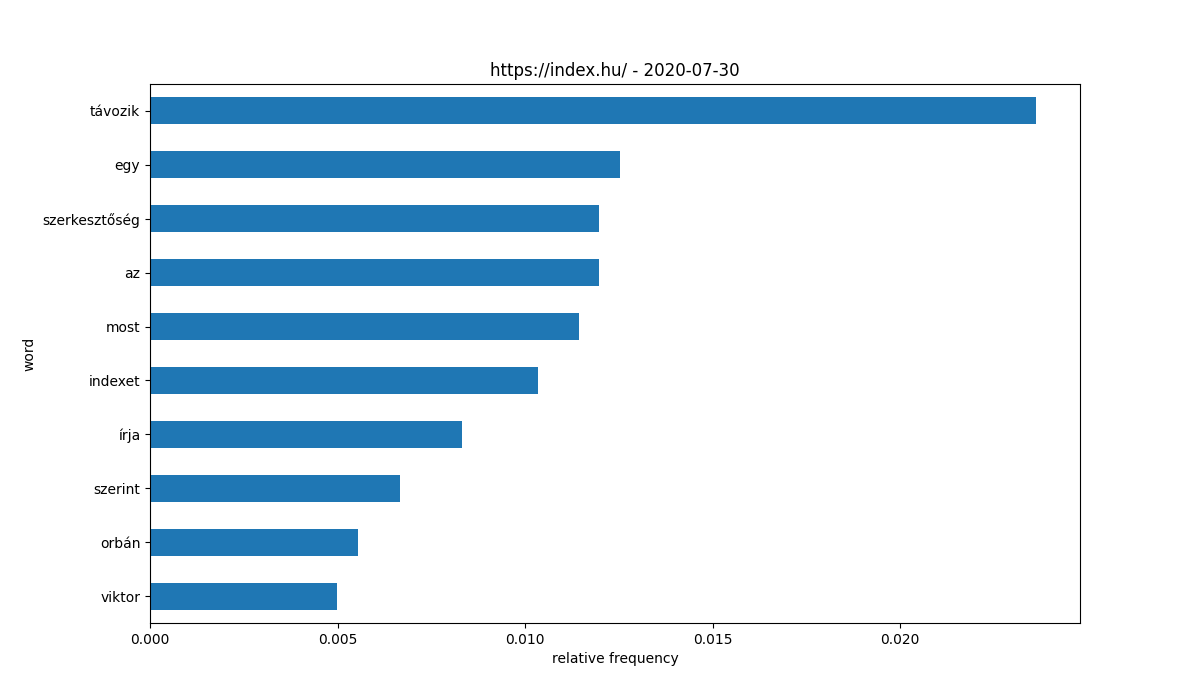 https://index.hu/ - 2020-07-30
távozik
egy
szerkesztőség
az
most
indexet
írja
szerint
orbán
viktor
word
0.000 0.005 0.010 0.015 0.020
relative frequency